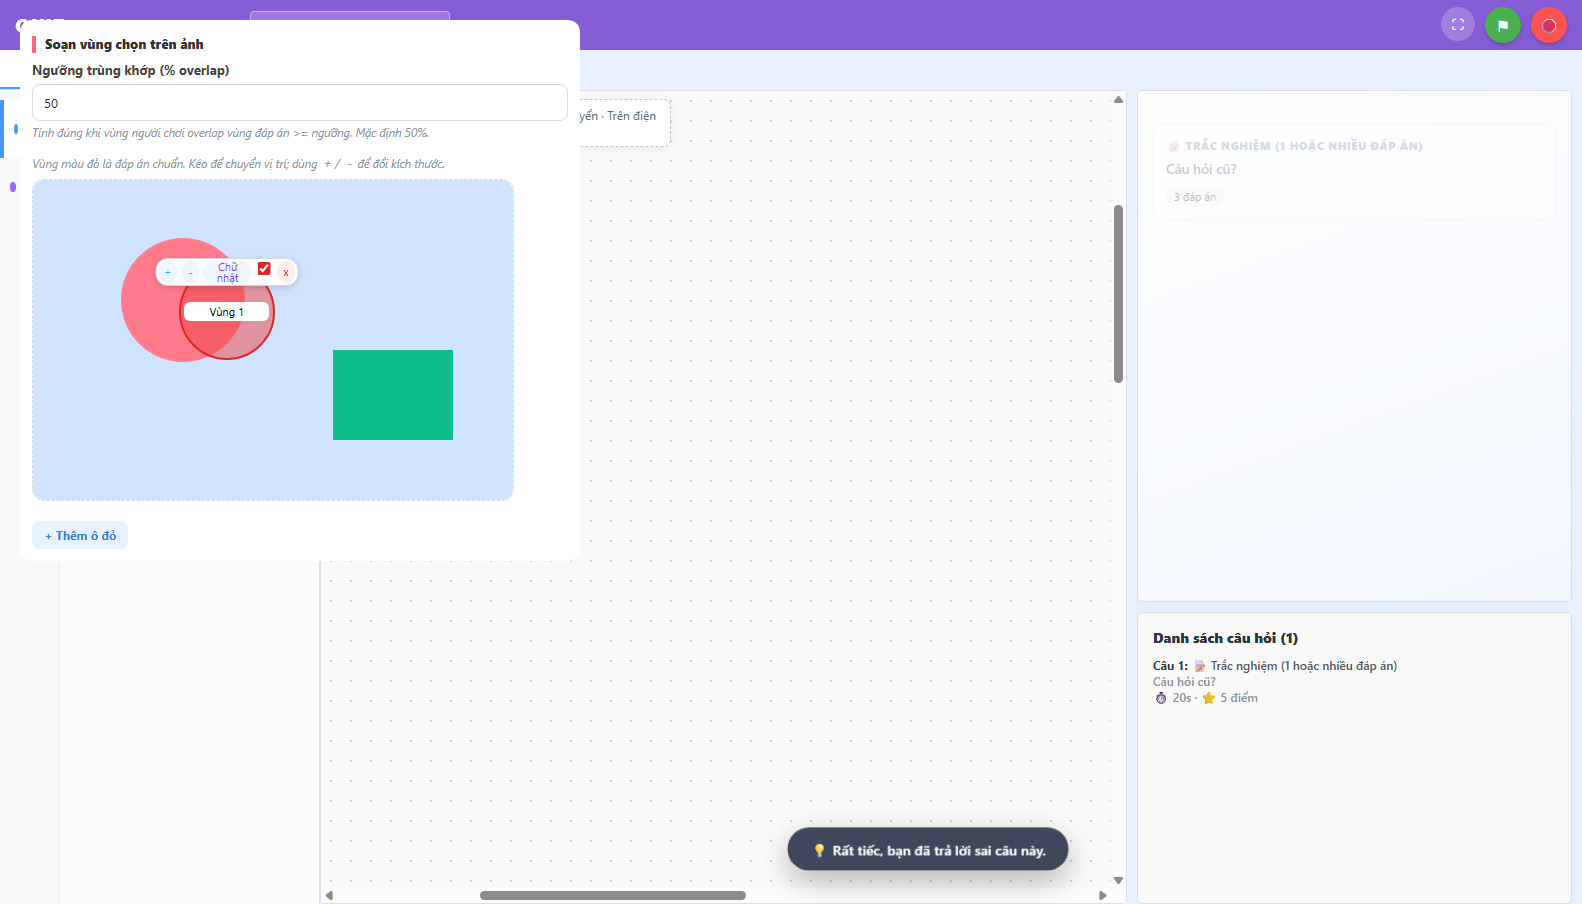 Soạn vùng chọn trên ảnh
Ngưỡng trùng khớp (% overlap)
50
Tính đúng khi vùng người chơi overlap vùng đáp án >= ngưỡng. Mặc định 50%.
Vùng màu đỏ là đáp án chuẩn. Kéo để chuyển vị trí; dùng + / - để đổi kích thước.
+ - Chữ nhật x
Vùng 1
+ Thêm ô đỏ
· Trên điện
TRẮC NGHIỆM (1 HOẶC NHIỀU ĐÁP ÁN)
Câu hỏi cũ?
3 đáp án
Danh sách câu hỏi (1)
Câu 1: Trắc nghiệm (1 hoặc nhiều đáp án)
Câu hỏi cũ?
20s · 5 điểm
Rất tiếc, bạn đã trả lời sai câu này.